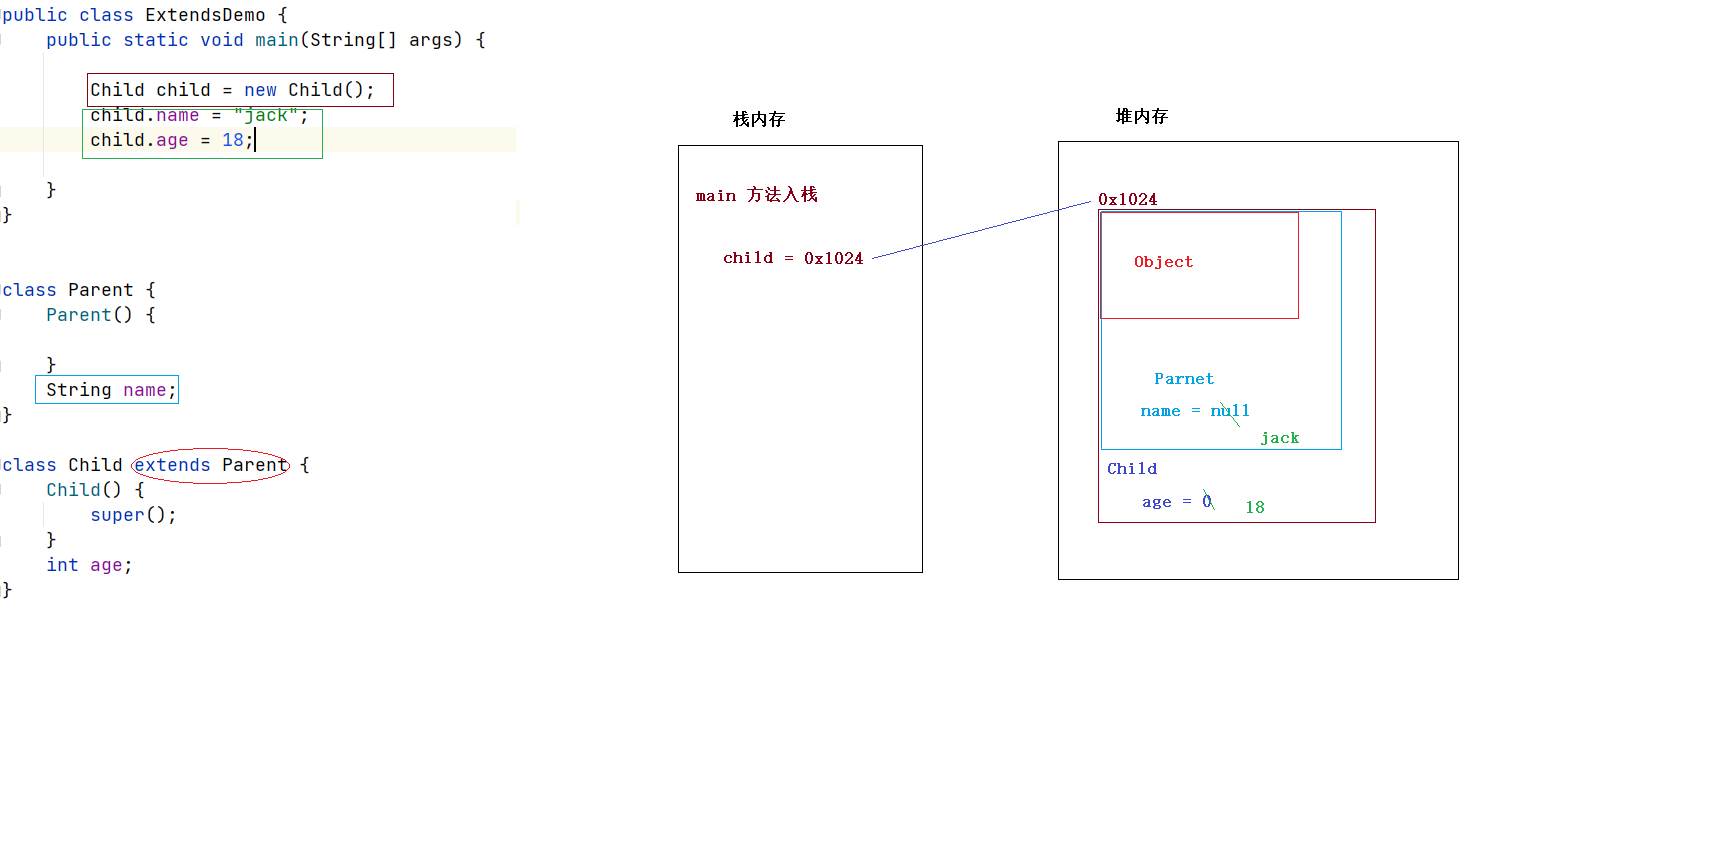 public class ExtendsDemo {
public static void main(String[] args) {
Child child = new Child();
child.name = "jack";
child.age = 18;
}
}
class Parent {
Parent() {
}
String name;
}
class Child extends Parent {
Child() {
super();
}
int age;
}
栈内存
main 方法入栈
child = 0x1024
堆内存
0x1024
Object
Parnet
name = null
jack
Child
age = 0 18